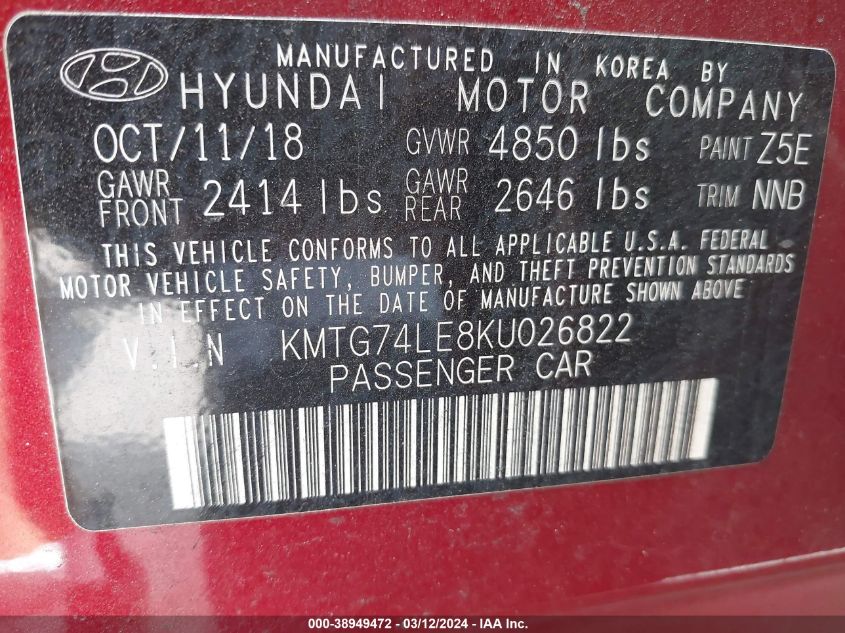 MANUFACTURED IN KOREA BY
HYUNDAI MOTOR COMPANY
OCT/11/18 GVWR 4850 lbs PAINT Z5E
GAWR FRONT 2414 lbs GAWR REAR 2646 lbs TRIM NNB
THIS VEHICLE CONFORMS TO ALL APPLICABLE U.S.A. FEDERAL
MOTOR VEHICLE SAFETY, BUMPER, AND THEFT PREVENTION STANDARDS
IN EFFECT ON THE DATE OF MANUFACTURE SHOWN ABOVE
V.I.N KMTG74LE8KU026822
PASSENGER CAR
000-38949472 - 03/12/2024 - IAA Inc.